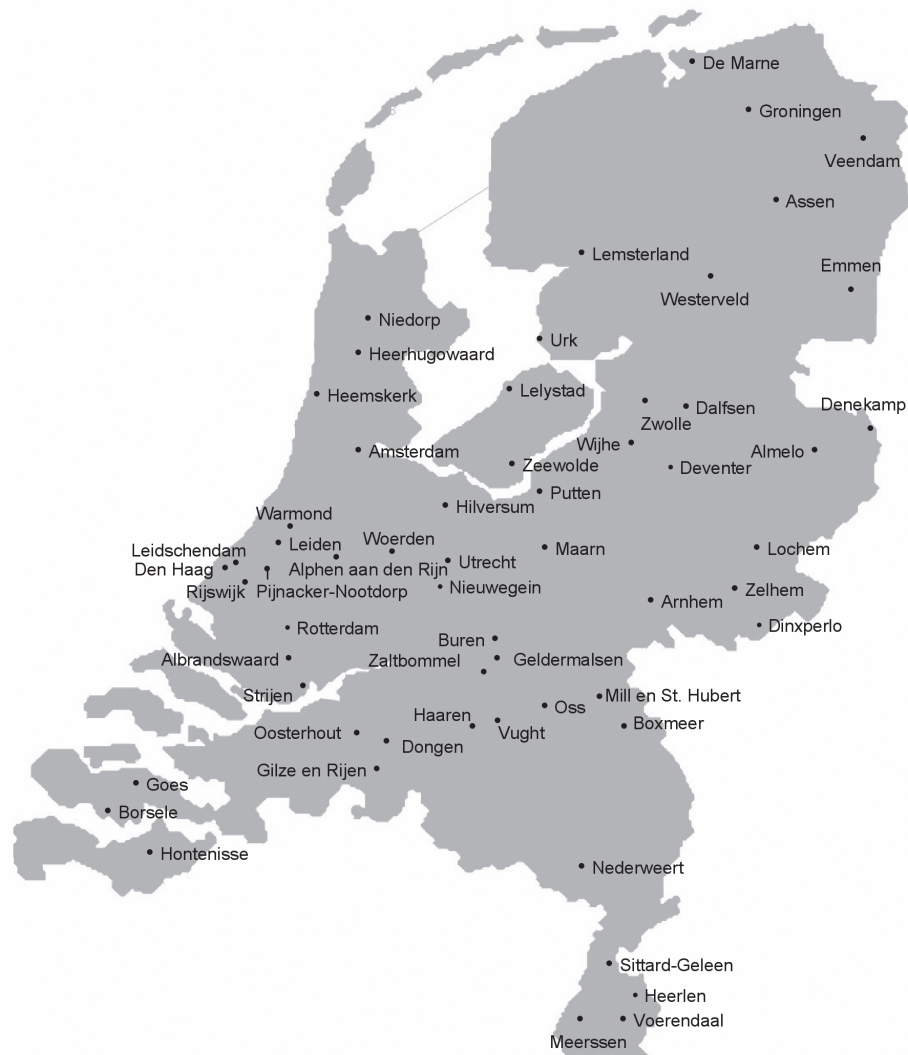 De Marne
Groningen
Veendam
Assen
Lemsterland
Emmen
Westerveld
Niedorp
Urk
Heerhugowaard
Lelystad
Heemskerk
Dalfsen
Denekamp
Zwolle
Wijhe
Amsterdam
Almelo
Zeewolde
Deventer
Putten
Hilversum
Warmond
Woerden
Leiden
Leidschendam
Maarn
Lochem
Utrecht
Den Haag
Alphen aan den Rijn
Rijswijk
Pijnacker-Nootdorp
Nieuwegein
Zelhem
Arnhem
Rotterdam
Dinxperlo
Buren
Albrandswaard
Zaltbommel
Geldermalsen
Strijen
Mill en St. Hubert
Oss
Haaren
Boxmeer
Oosterhout
Vught
Dongen
Gilze en Rijen
Goes
Borsele
Hontenisse
Nederweert
Sittard-Geleen
Heerlen
Voerendaal
Meerssen